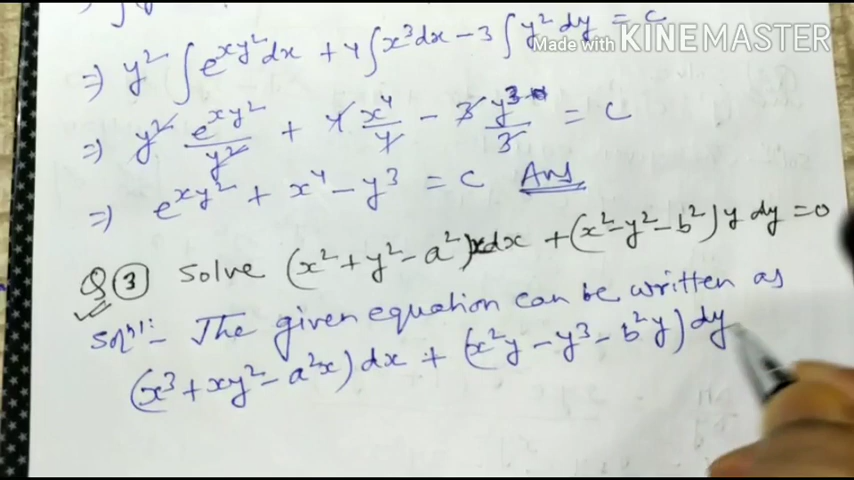 ⇒ y² ∫ e^{xy²} dx + 4 ∫ x³ dx − 3 ∫ y² dy = c
Made with KINEMASTER
⇒ y² e^{xy²}/y² + 4 x⁴/4 − 3 y³/3 = c
⇒ e^{xy²} + x⁴ − y³ = c Ans
Q ③ Solve (x² + y² − a²) x dx + (x² − y² − b²) y dy = 0
Solⁿ:− The given equation can be written as
(x³ + xy² − a²x) dx + (x²y − y³ − b²y) dy